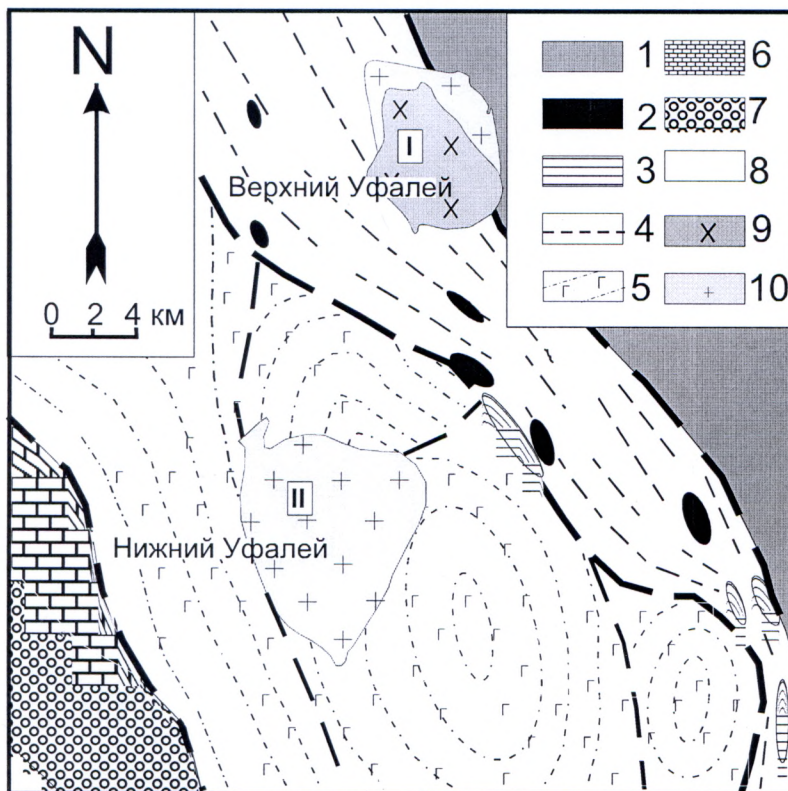 N
0 2 4 км
1 6
2 7
3 8
4 9
5 10
I
Верхний Уфалей
II
Нижний Уфалей